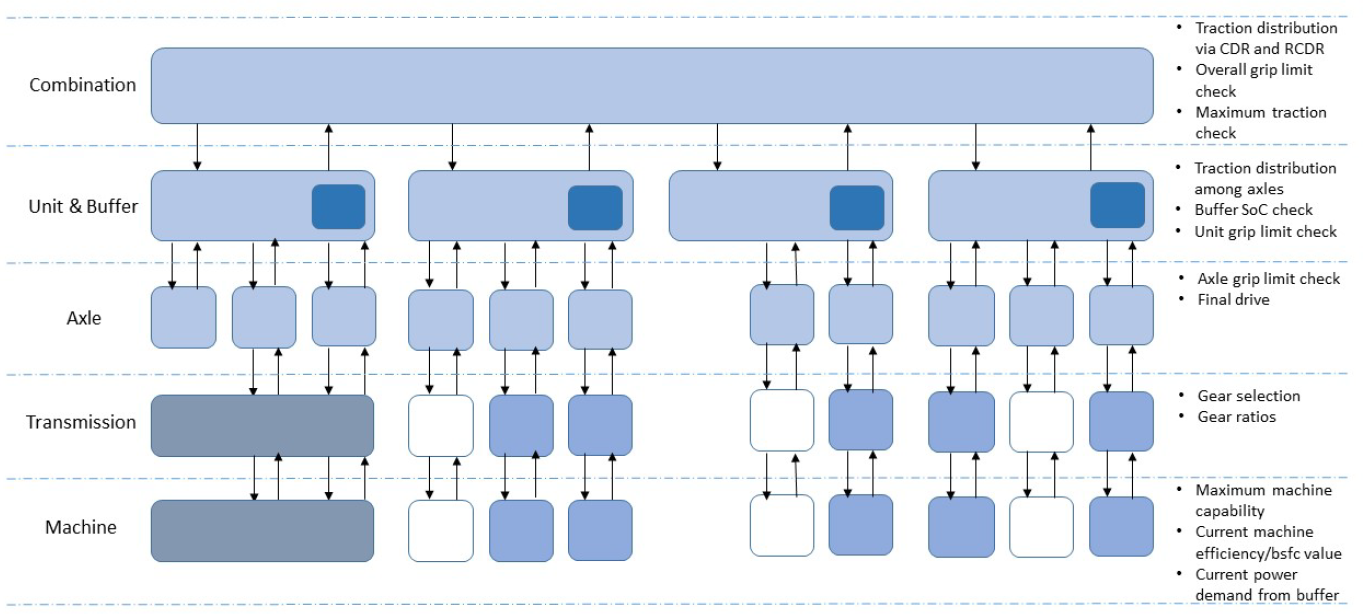 Combination
• Traction distribution
via CDR and RCDR
• Overall grip limit
check
• Maximum traction
check
Unit & Buffer
• Traction distribution
among axles
• Buffer SoC check
• Unit grip limit check
Axle
• Axle grip limit check
• Final drive
Transmission
• Gear selection
• Gear ratios
Machine
• Maximum machine
capability
• Current machine
efficiency/bsfc value
• Current power
demand from buffer